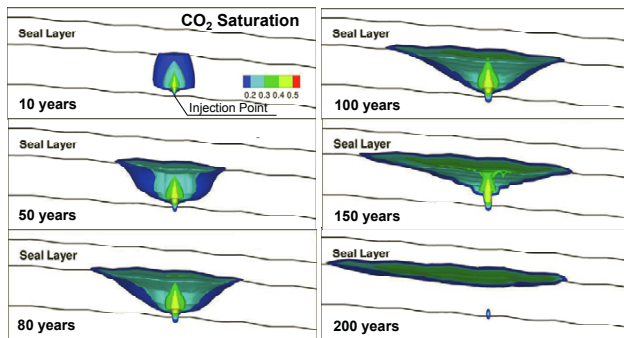 CO₂ Saturation
Seal Layer
0.2 0.3 0.4 0.5
Injection Point
10 years
Seal Layer
50 years
Seal Layer
80 years
Seal Layer
100 years
Seal Layer
150 years
Seal Layer
200 years